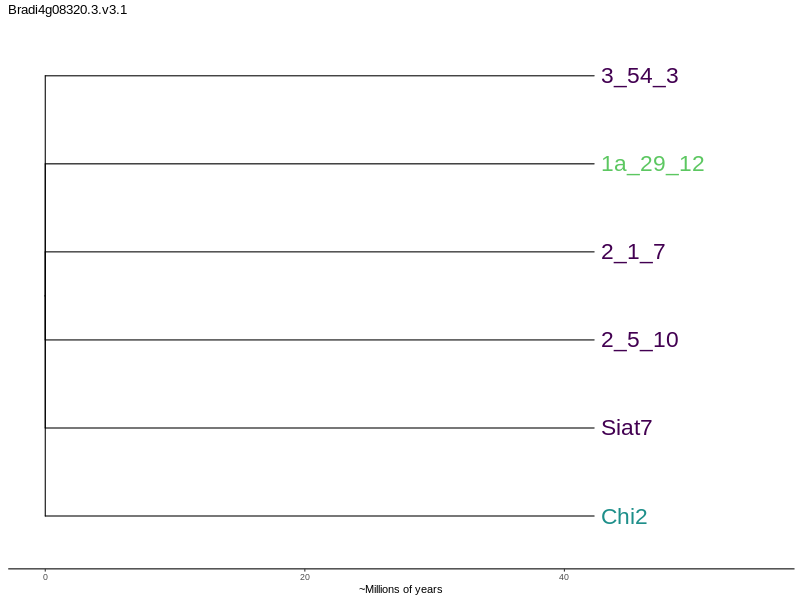 Bradi4g08320.3.v3.1
3_54_3
1a_29_12
2_1_7
2_5_10
Siat7
Chi2
0 20 40
~Millions of years